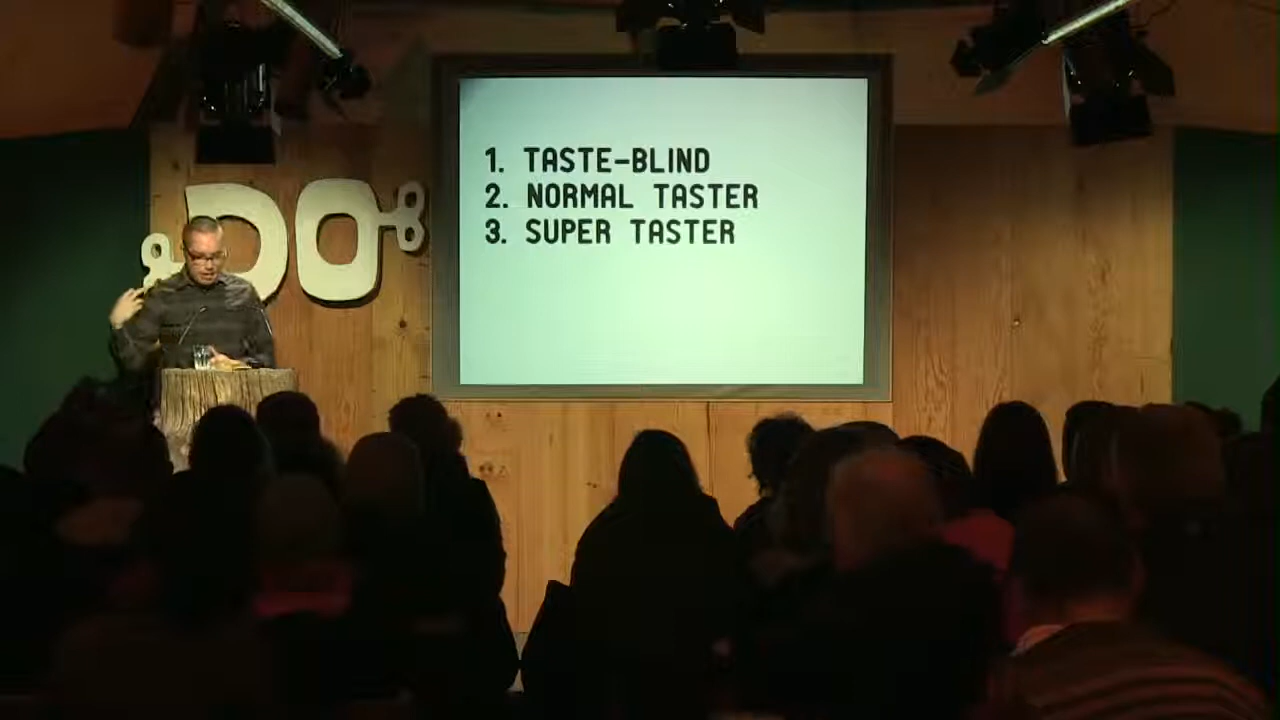 DO
1. TASTE-BLIND
2. NORMAL TASTER
3. SUPER TASTER